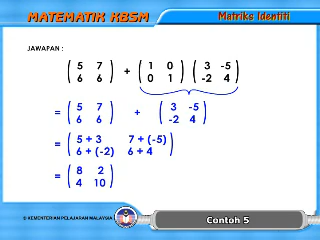 MATEMATIK KBSM
Matriks Identiti
JAWAPAN :
( 5 7 ) + ( 1 0 ) ( 3 -5 )
( 6 6 ) ( 0 1 ) ( -2 4 )
= ( 5 7 ) + ( 3 -5 )
( 6 6 ) ( -2 4 )
= ( 5 + 3 7 + (-5) )
( 6 + (-2) 6 + 4 )
= ( 8 2 )
( 4 10 )
© KEMENTERIAN PELAJARAN MALAYSIA
Contoh 5